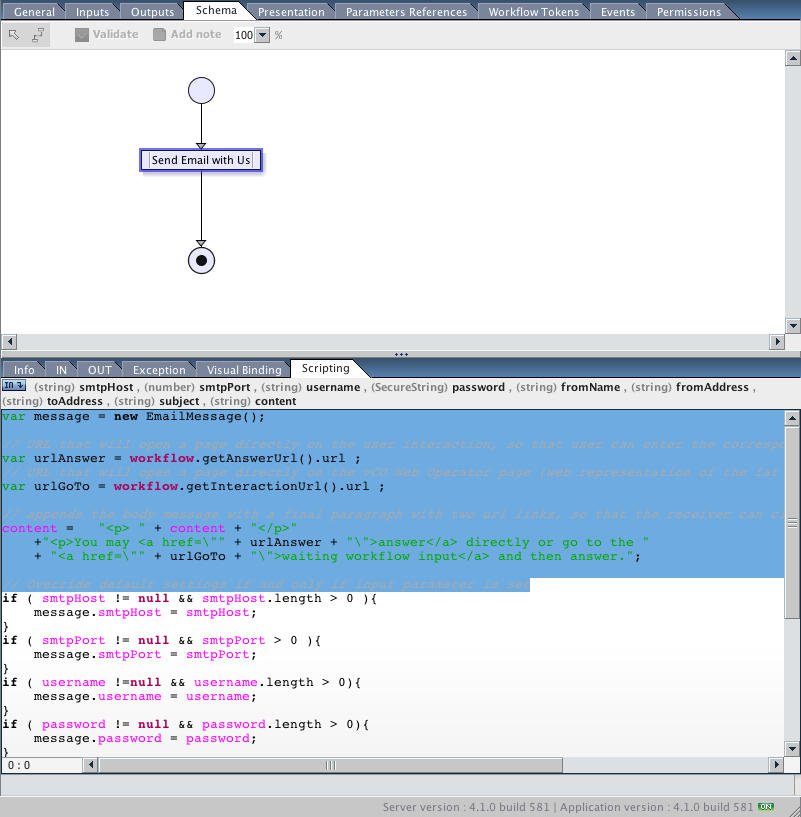 General Inputs Outputs Schema Presentation Parameters References Workflow Tokens Events Permissions
Validate Add note 100 %
Send Email with Us
Info IN OUT Exception Visual Binding Scripting
IN (string) smtpHost , (number) smtpPort , (string) username , (SecureString) password , (string) fromName , (string) fromAddress ,
(string) toAddress , (string) subject , (string) content
var message = new EmailMessage();
// URL that will open a page directly on the user interaction, so that user can enter the correspo
var urlAnswer = workflow.getAnswerUrl().url ;
// URL that will open a page directly on the vCO Web Operator page (web representation of the fat
var urlGoTo = workflow.getInteractionUrl().url ;
// appends the body message with a final paragraph with two url links, so that the receiver can
content = "<p> " + content + "</p>"
+"<p>You may <a href=\"" + urlAnswer + "\">answer</a> directly or go to the "
+ "<a href=\"" + urlGoTo + "\">waiting workflow input</a> and then answer.";
// Override default settings if and only if input parameter is set
if ( smtpHost != null && smtpHost.length > 0 ){
message.smtpHost = smtpHost;
}
if ( smtpPort != null && smtpPort > 0 ){
message.smtpPort = smtpPort;
}
if ( username !=null && username.length > 0){
message.username = username;
}
if ( password != null && password.length > 0){
message.password = password;
}
0 : 0
Server version : 4.1.0 build 581 | Application version : 4.1.0 build 581 ON